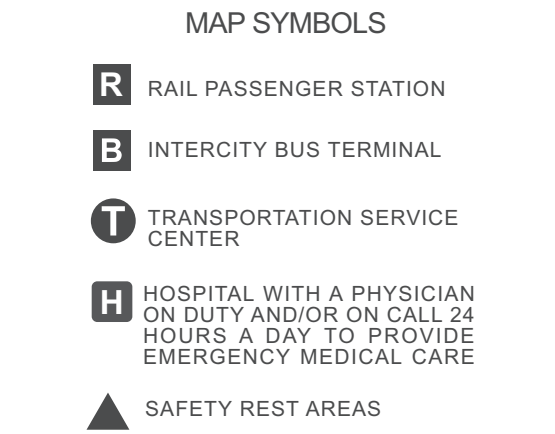 MAP SYMBOLS
R RAIL PASSENGER STATION
B INTERCITY BUS TERMINAL
T TRANSPORTATION SERVICE
CENTER
H HOSPITAL WITH A PHYSICIAN
ON DUTY AND/OR ON CALL 24
HOURS A DAY TO PROVIDE
EMERGENCY MEDICAL CARE
SAFETY REST AREAS